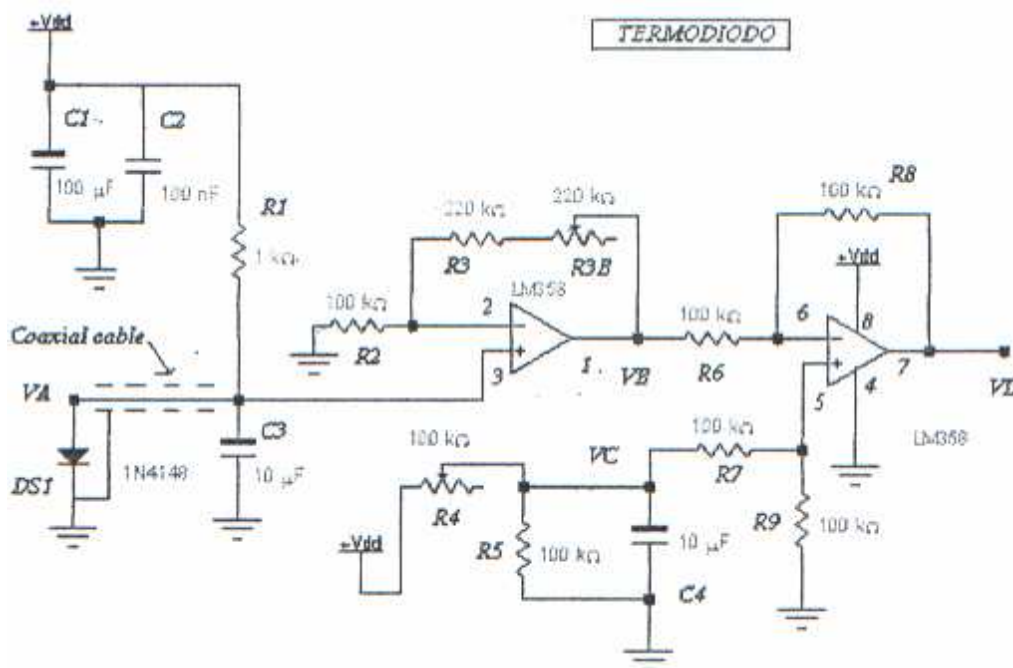 +Vdd
TERMODIODO
C1
C2
100 µF
100 nF
R1
1 kΩ
R8
100 kΩ
220 kΩ
220 kΩ
R3
R3B
+Vdd
LM358
100 kΩ
2
100 kΩ
6
8
R2
3
1
VB
R6
7
VD
5
4
Coaxial cable
VA
C3
100 kΩ
VC
100 kΩ
LM358
1N4148
10 µF
R7
DS1
R4
R9
100 kΩ
+Vdd
R5
100 kΩ
10 µF
C4